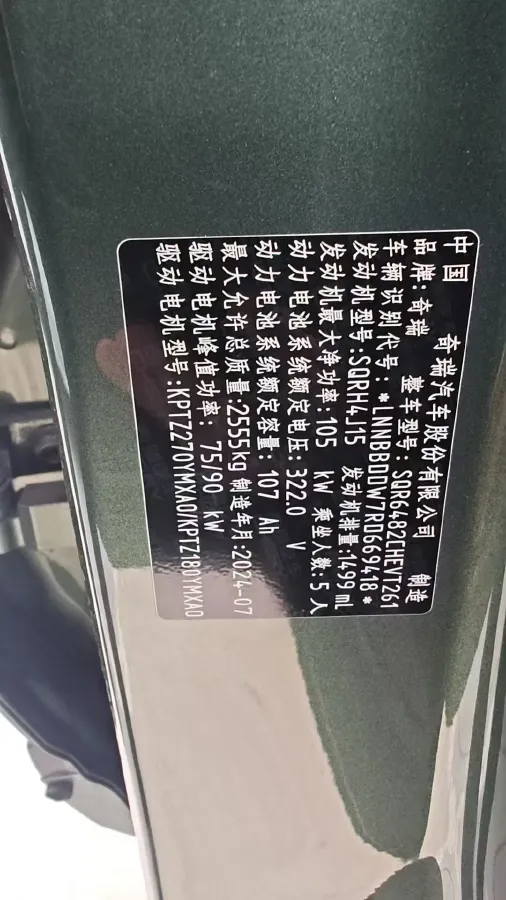 中国 奇瑞汽车股份有限公司 制造
品牌:奇瑞 整车型号:SQR6482CHEVT261
车辆识别代号:*LNNBBDDW7RD669418*
发动机型号:SQRH4J15 发动机排量:1499 ml
发动机最大净功率:105 kW 乘坐人数:5 人
动力电池系统额定电压:322.0 V
动力电池系统额定容量:107 Ah
最大允许总质量:2555kg 制造年月:2024-07
驱动电机峰值功率: 75/90 kW
驱动电机型号:KPTZ270YMXA0/KPTZ180YMXA0